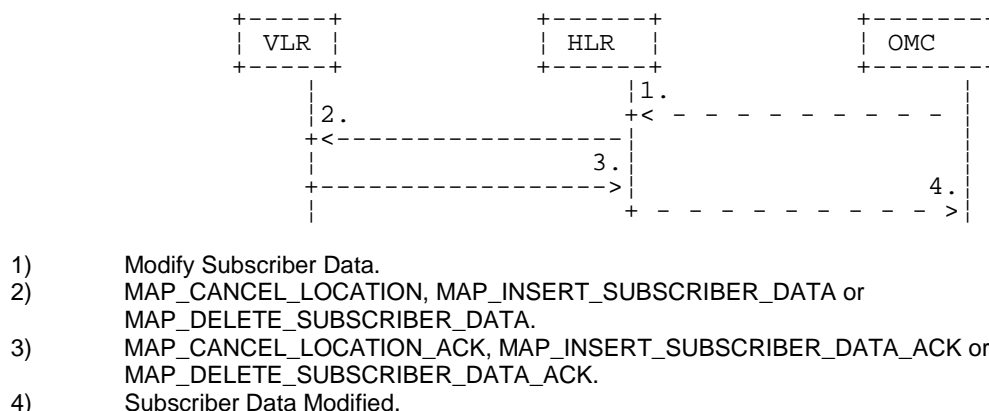 VLR HLR OMC
1.
2.
3.
4.
1) Modify Subscriber Data.
2) MAP_CANCEL_LOCATION, MAP_INSERT_SUBSCRIBER_DATA or
MAP_DELETE_SUBSCRIBER_DATA.
3) MAP_CANCEL_LOCATION_ACK, MAP_INSERT_SUBSCRIBER_DATA_ACK or
MAP_DELETE_SUBSCRIBER_DATA_ACK.
4) Subscriber Data Modified.